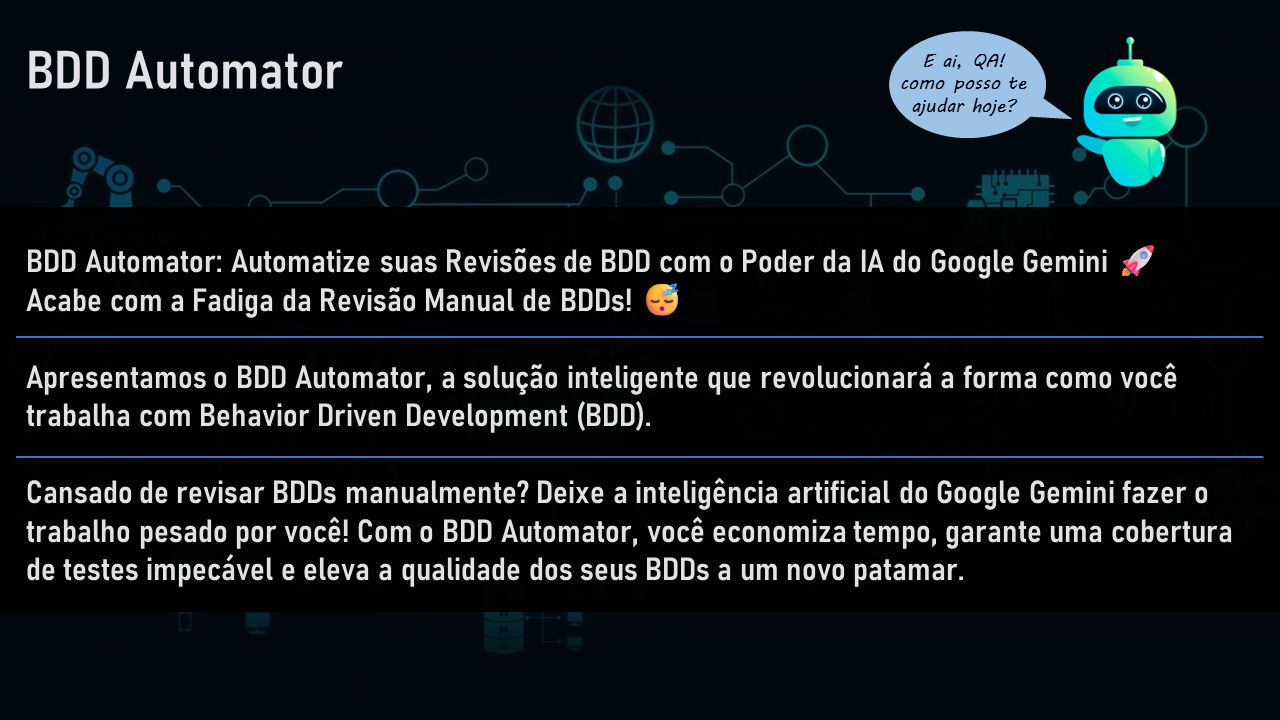 BDD Automator
E ai, QA!
como posso te
ajudar hoje?
BDD Automator: Automatize suas Revisões de BDD com o Poder da IA do Google Gemini 🚀
Acabe com a Fadiga da Revisão Manual de BDDs! 😴
Apresentamos o BDD Automator, a solução inteligente que revolucionará a forma como você
trabalha com Behavior Driven Development (BDD).
Cansado de revisar BDDs manualmente? Deixe a inteligência artificial do Google Gemini fazer o
trabalho pesado por você! Com o BDD Automator, você economiza tempo, garante uma cobertura
de testes impecável e eleva a qualidade dos seus BDDs a um novo patamar.